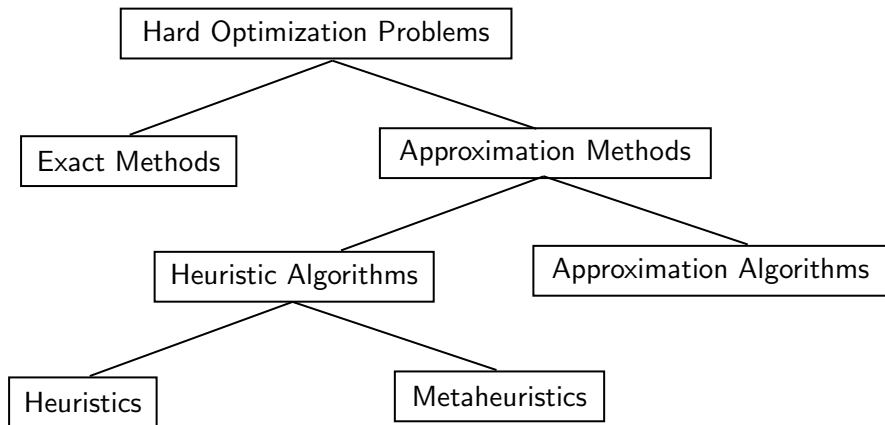 Hard Optimization Problems
Exact Methods
Approximation Methods
Heuristic Algorithms
Approximation Algorithms
Heuristics
Metaheuristics